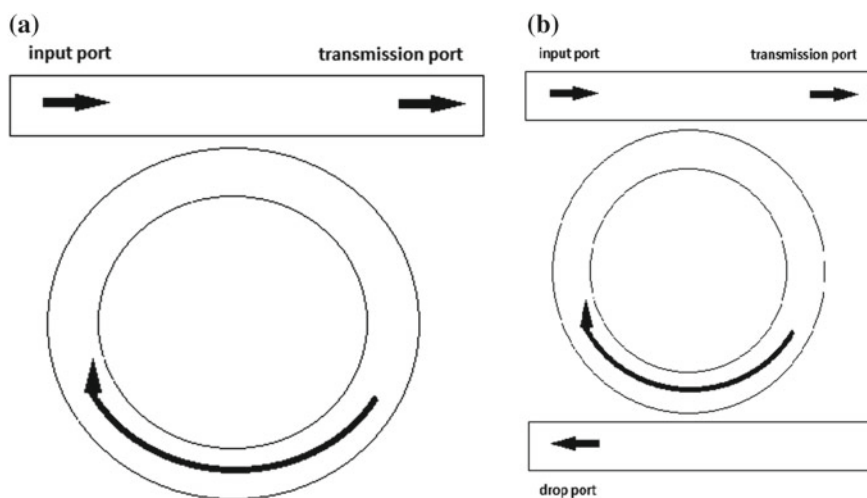 (a)
input port transmission port
(b)
input port transmission port
drop port